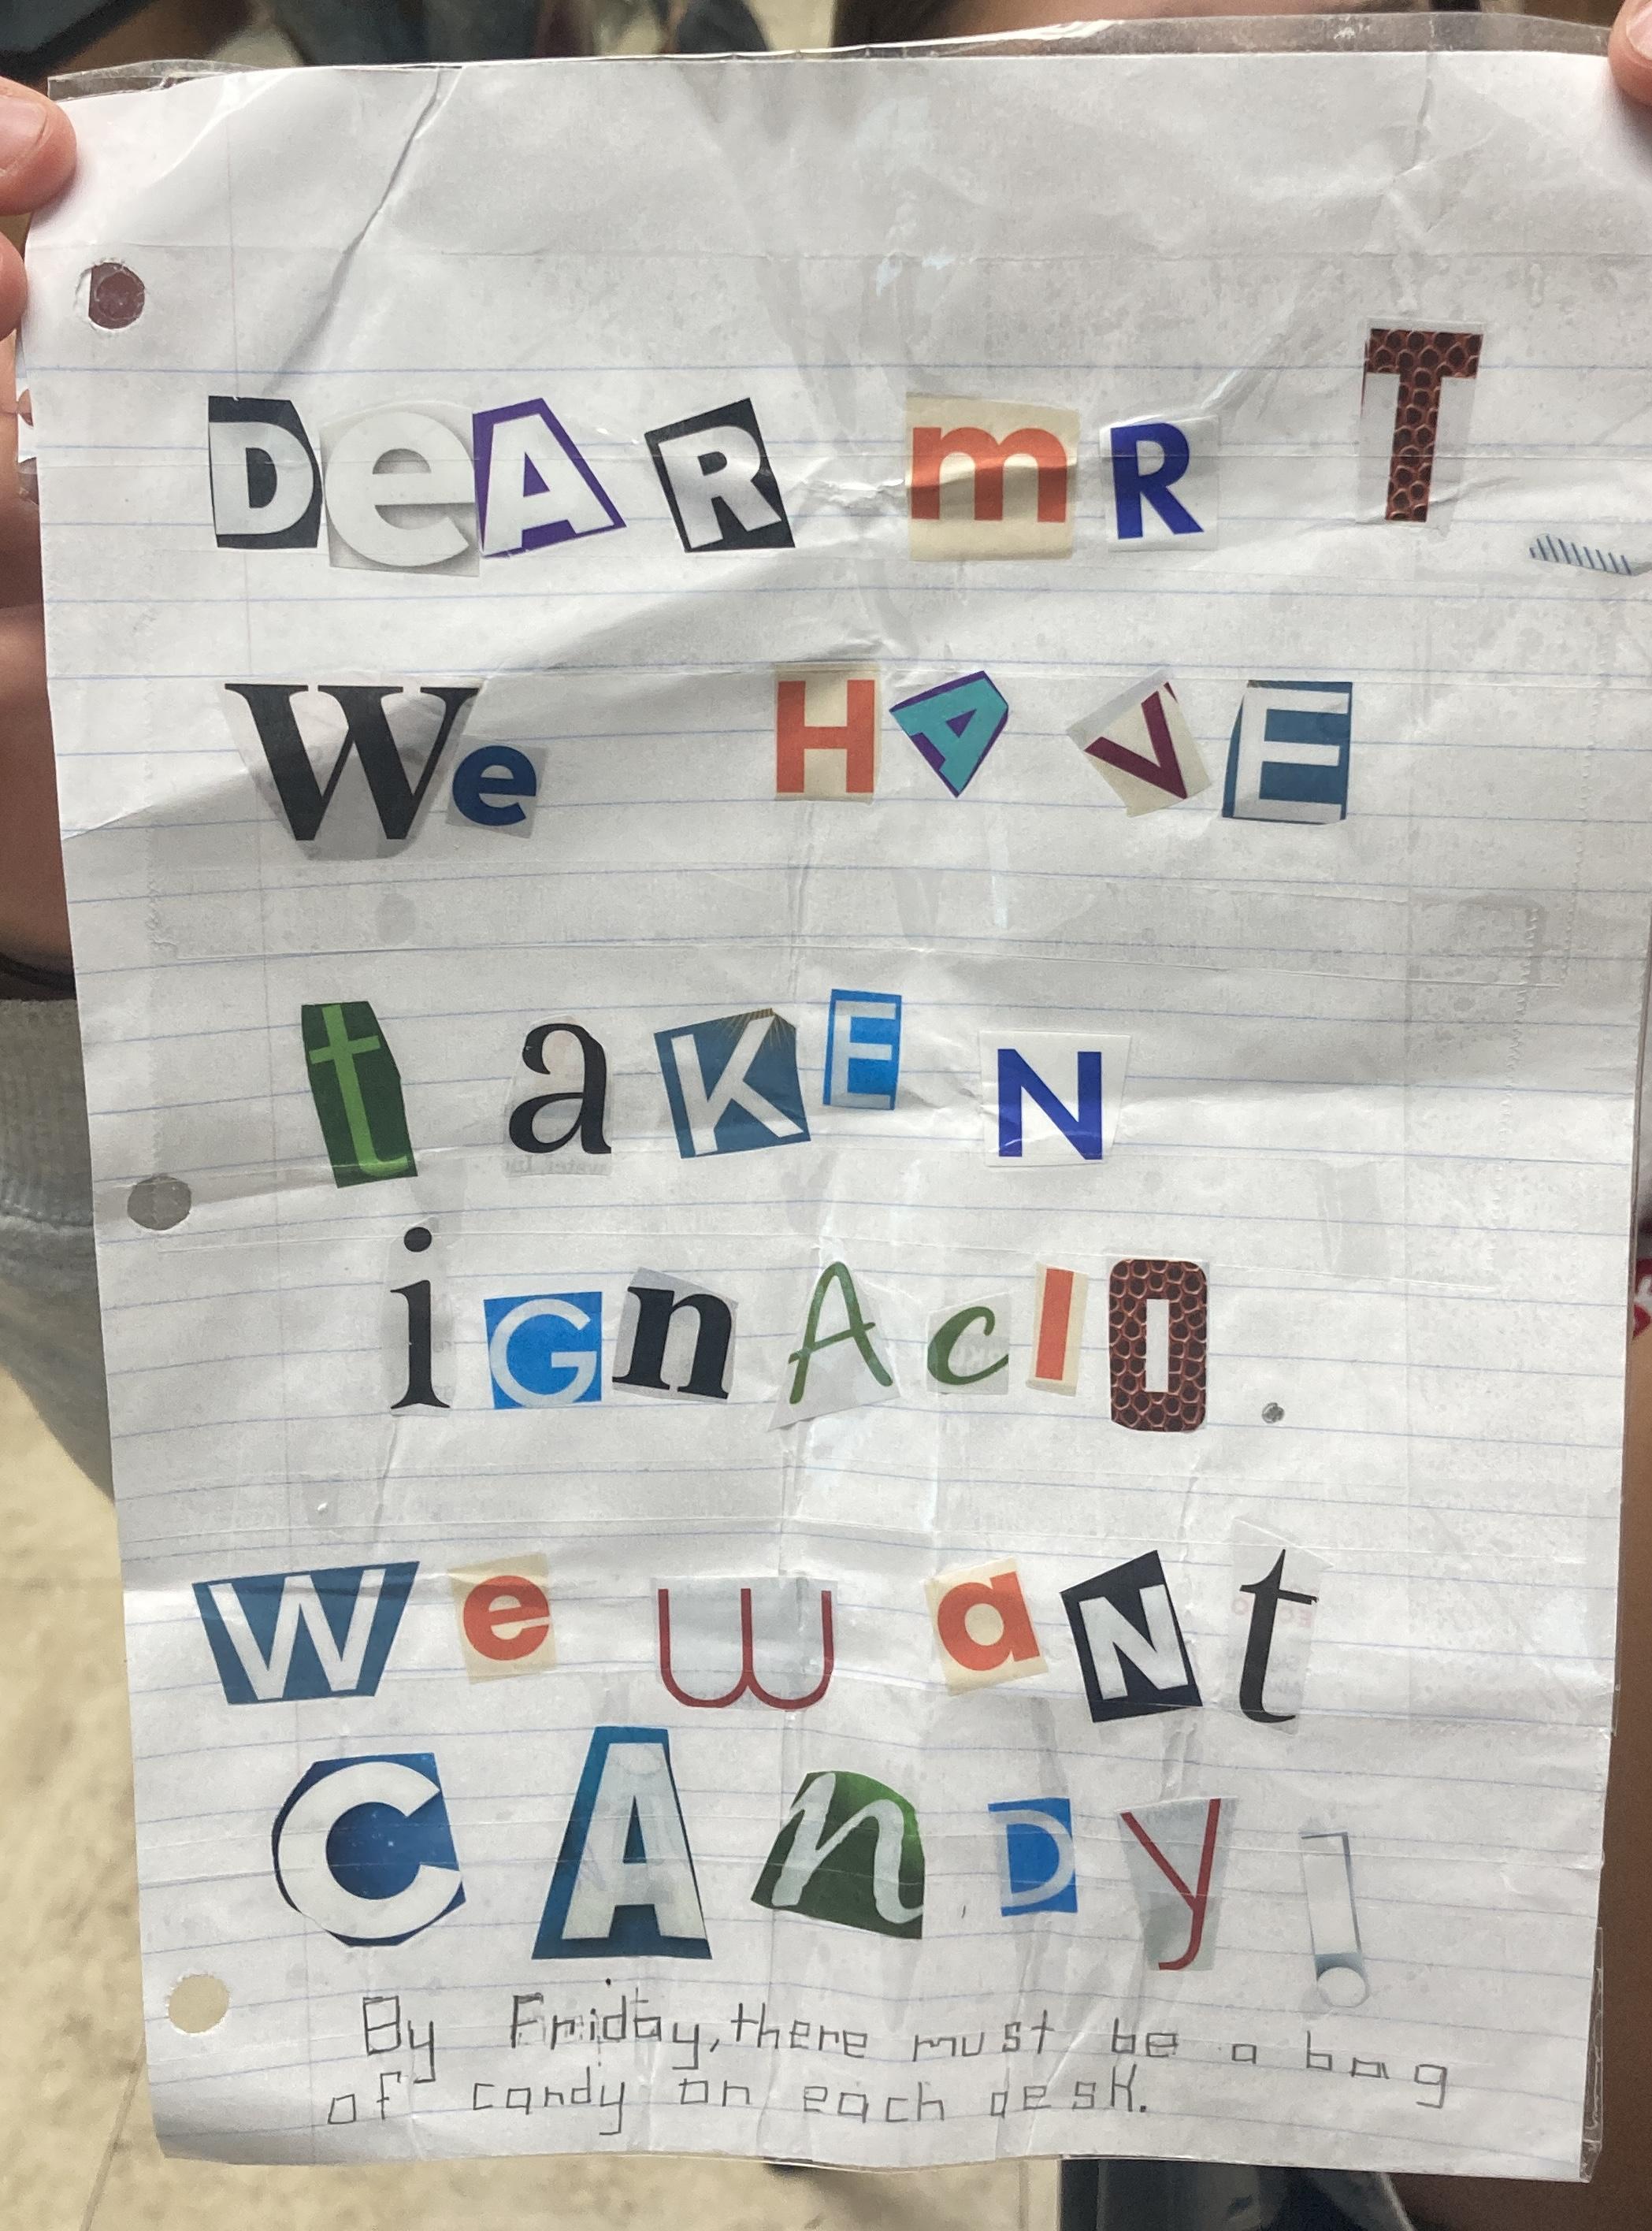 DeAR mR T
We HAVE
taKEN
iGnAcIO.
We waNt
CAnDy!
By Friday, there must be a bag
of candy on each desk.